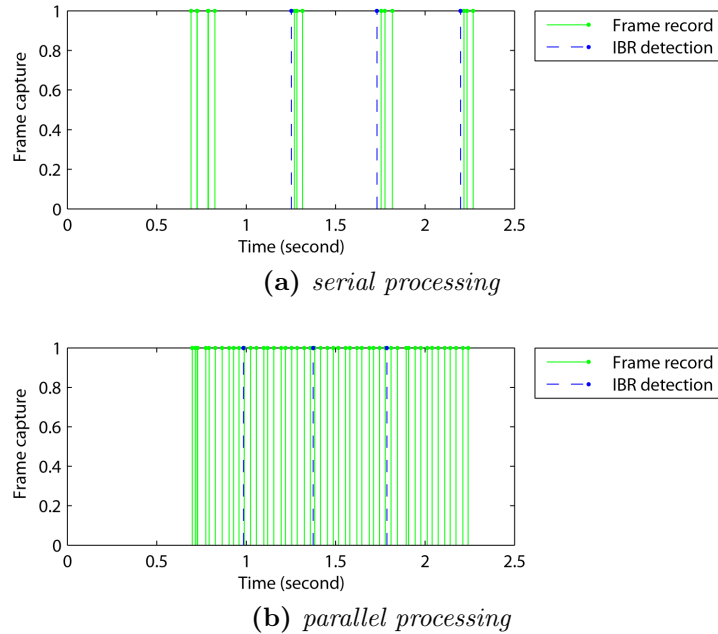 1
0.8
0.6
0.4
0.2
0
Frame capture
0 0.5 1 1.5 2 2.5
Time (second)
Frame record
IBR detection
(a) serial processing
1
0.8
0.6
0.4
0.2
0
Frame capture
0 0.5 1 1.5 2 2.5
Time (second)
Frame record
IBR detection
(b) parallel processing